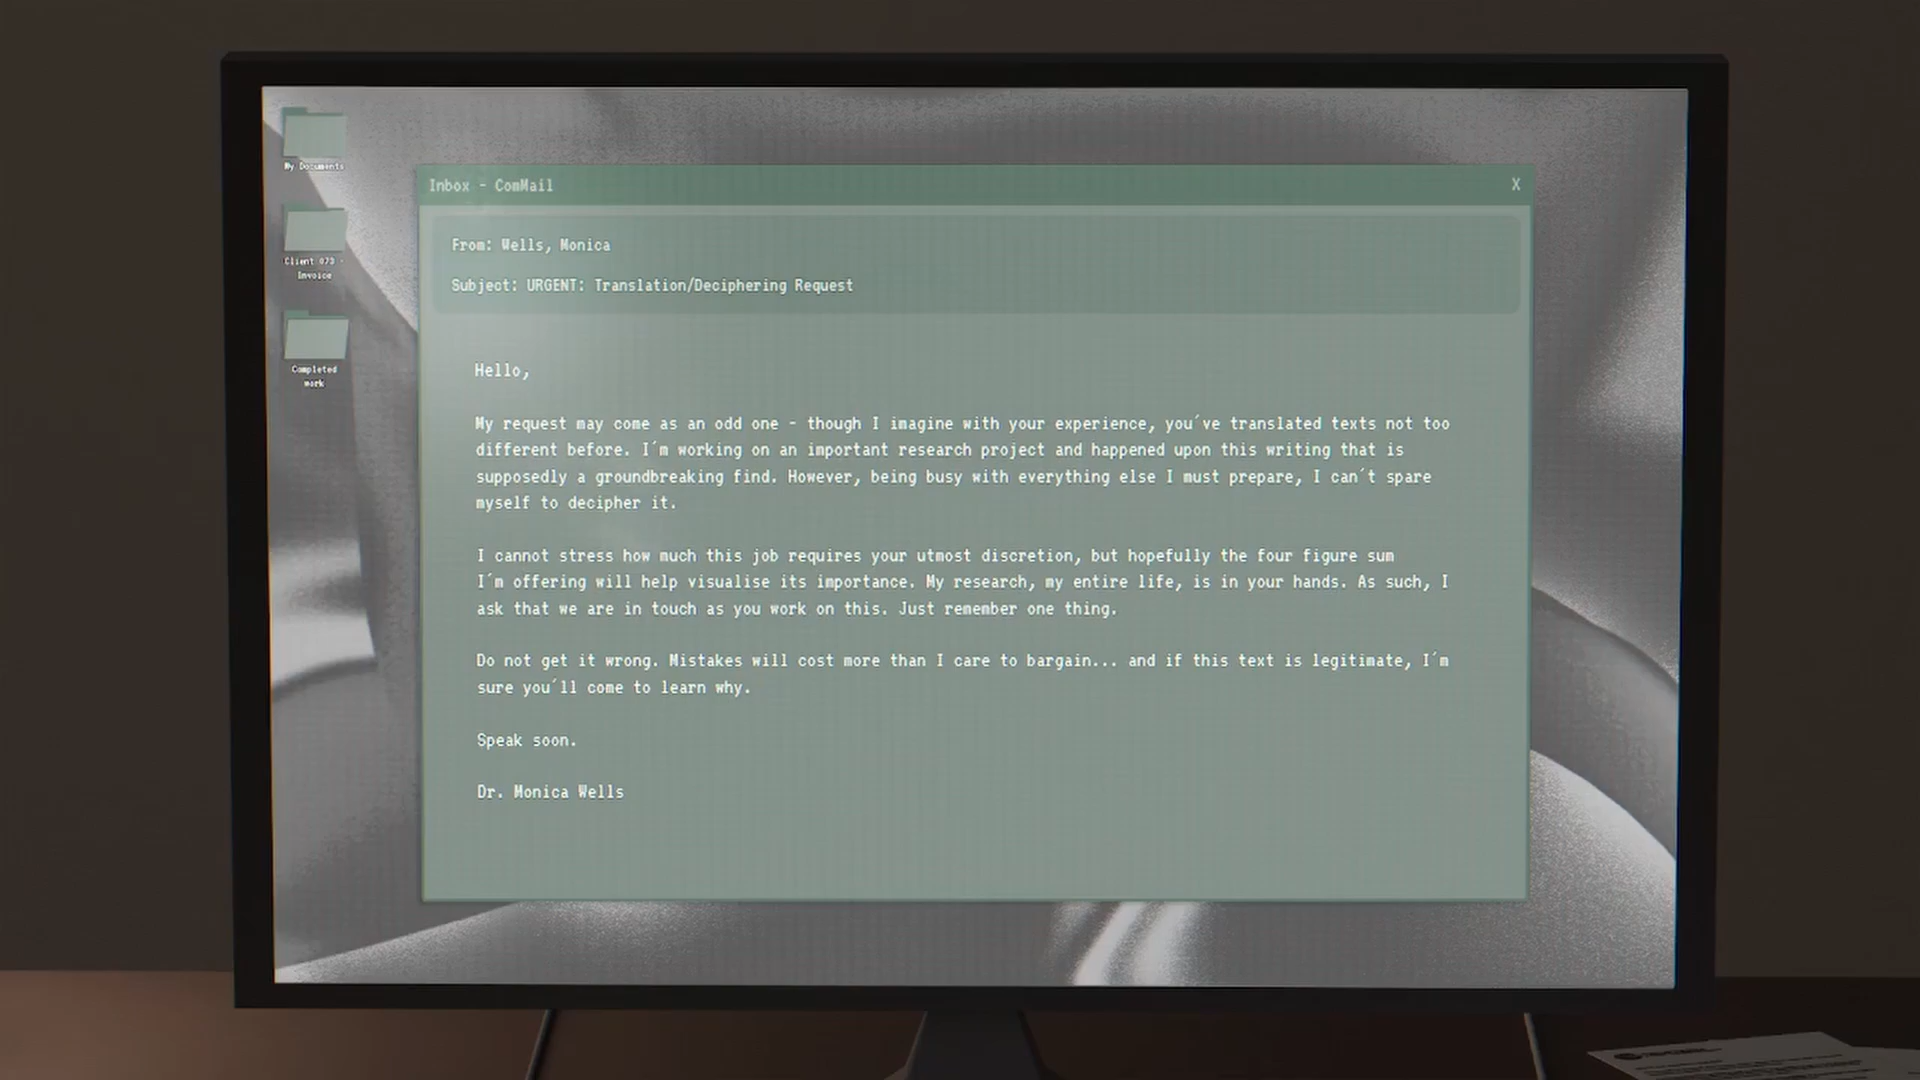 My Documents
Client 073 -
Invoice
Completed
work
Inbox - ComMail
X
From: Wells, Monica
Subject: URGENT: Translation/Deciphering Request
Hello,
My request may come as an odd one - though I imagine with your experience, you´ve translated texts not too
different before. I´m working on an important research project and happened upon this writing that is
supposedly a groundbreaking find. However, being busy with everything else I must prepare, I can´t spare
myself to decipher it.
I cannot stress how much this job requires your utmost discretion, but hopefully the four figure sum
I´m offering will help visualise its importance. My research, my entire life, is in your hands. As such, I
ask that we are in touch as you work on this. Just remember one thing.
Do not get it wrong. Mistakes will cost more than I care to bargain... and if this text is legitimate, I´m
sure you´ll come to learn why.
Speak soon.
Dr. Monica Wells